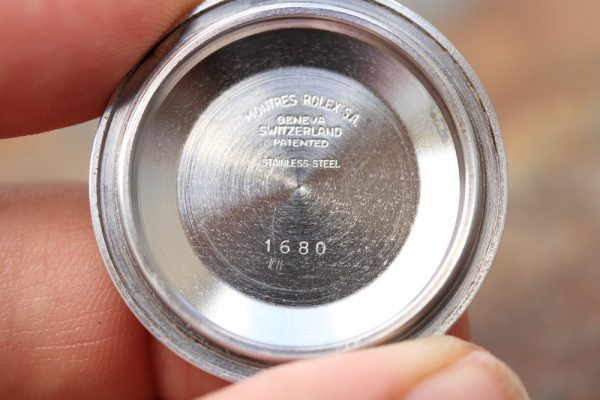 MONTRES ROLEX S.A.
GENEVA
SWITZERLAND
PATENTED
STAINLESS STEEL
1680